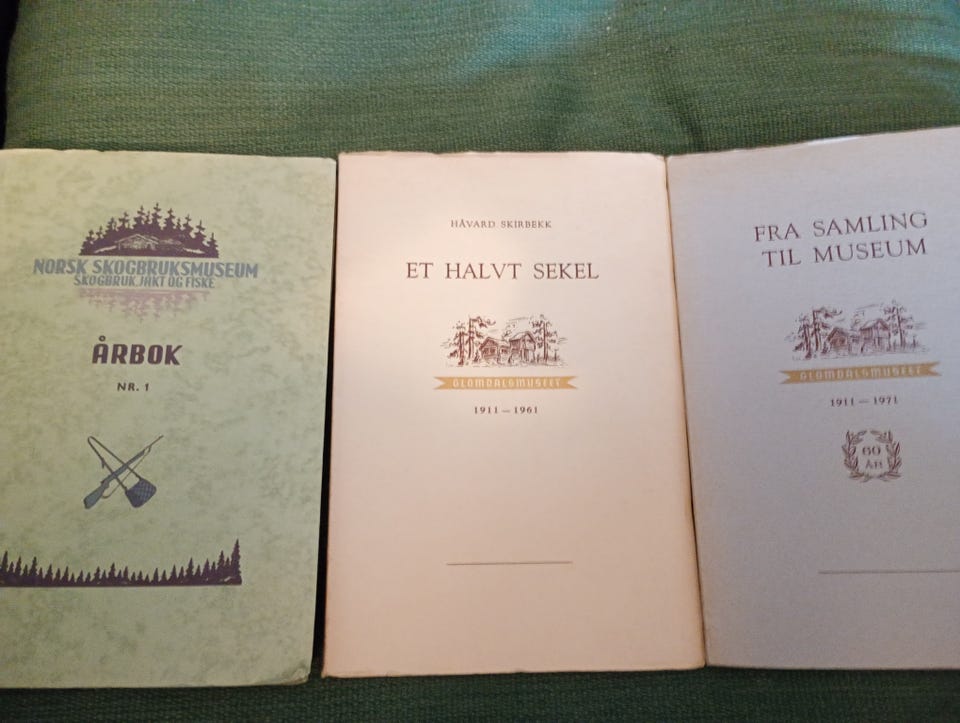 NORSK SKOGBRUKSMUSEUM
SKOGBRUK, JAKT OG FISKE
ÅRBOK
NR. 1
HÅVARD SKIRBEKK
ET HALVT SEKEL
GLOMDALSMUSEET
1911 — 1961
FRA SAMLING
TIL MUSEUM
GLOMDALSMUSEET
1911 — 1971
60
ÅR